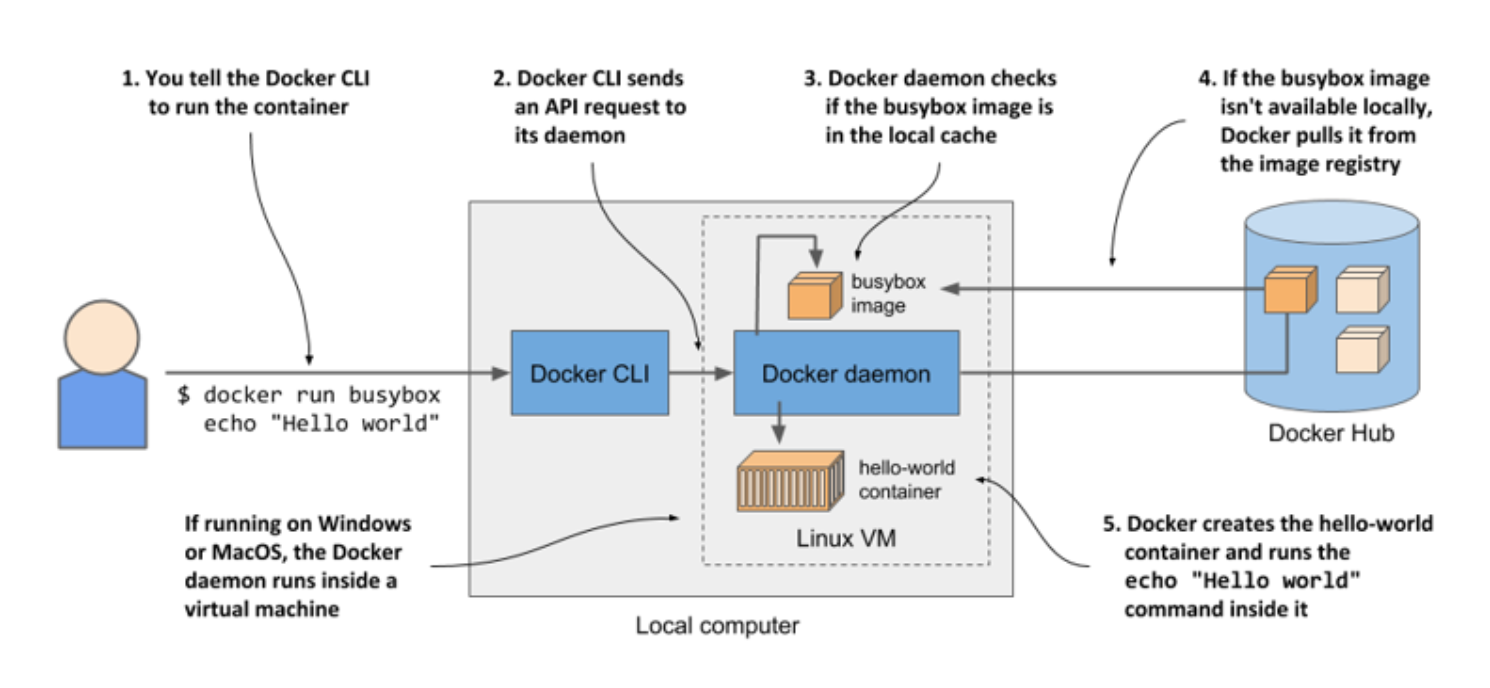 1. You tell the Docker CLI
to run the container
2. Docker CLI sends
an API request to
its daemon
3. Docker daemon checks
if the busybox image is
in the local cache
4. If the busybox image
isn't available locally,
Docker pulls it from
the image registry
busybox
image
Docker CLI
Docker daemon
$ docker run busybox
echo "Hello world"
Docker Hub
hello-world
container
Linux VM
If running on Windows
or MacOS, the Docker
daemon runs inside a
virtual machine
5. Docker creates the hello-world
container and runs the
echo "Hello world"
command inside it
Local computer